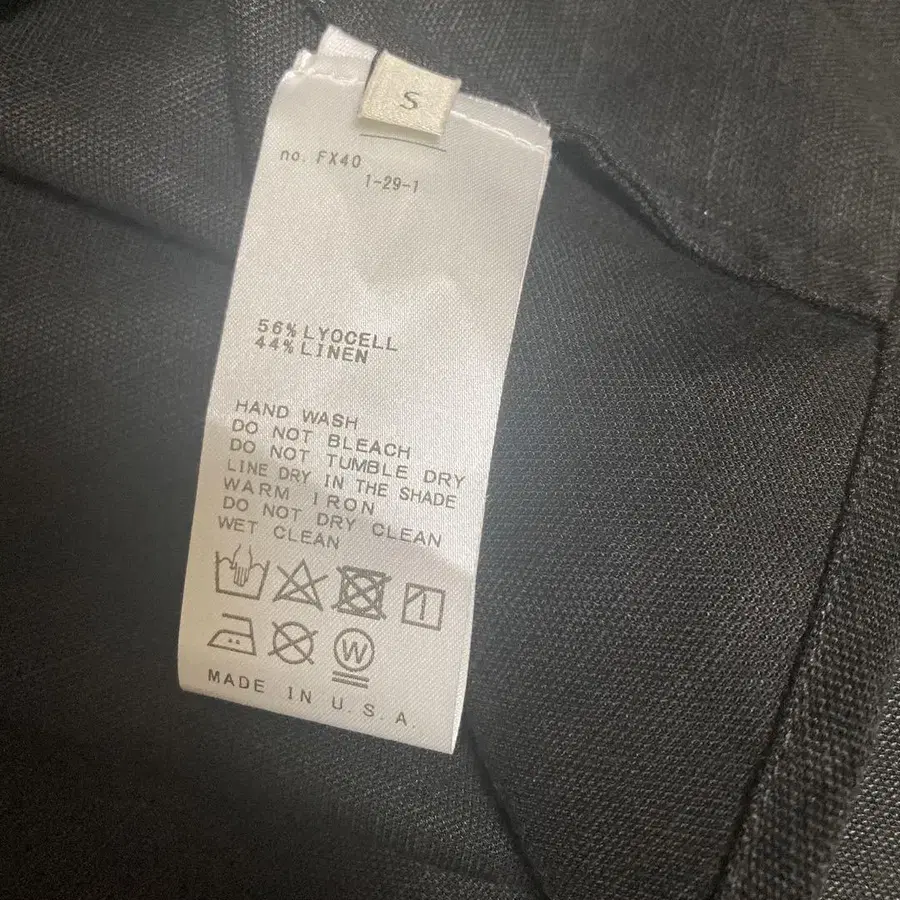 S
no. FX40
1-29-1
56% LYOCELL
44% LINEN
HAND WASH
DO NOT BLEACH
DO NOT TUMBLE DRY
LINE DRY IN THE SHADE
WARM IRON
DO NOT DRY CLEAN
WET CLEAN
W
MADE IN U.S.A.